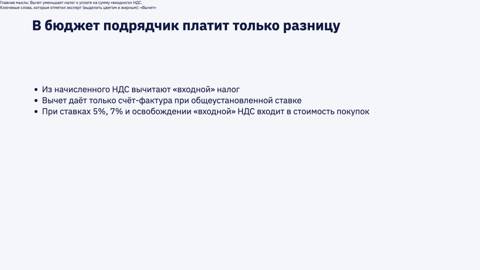 Главная мысль: Вычет уменьшает налог к уплате на сумму «входного» НДС.
Ключевые слова, которые отметил эксперт (выделить цветом и жирным): «Вычет»
В бюджет подрядчик платит только разницу
• Из начисленного НДС вычитают «входной» налог
• Вычет даёт только счёт-фактура при общеустановленной ставке
• При ставках 5%, 7% и освобождении «входной» НДС входит в стоимость покупок